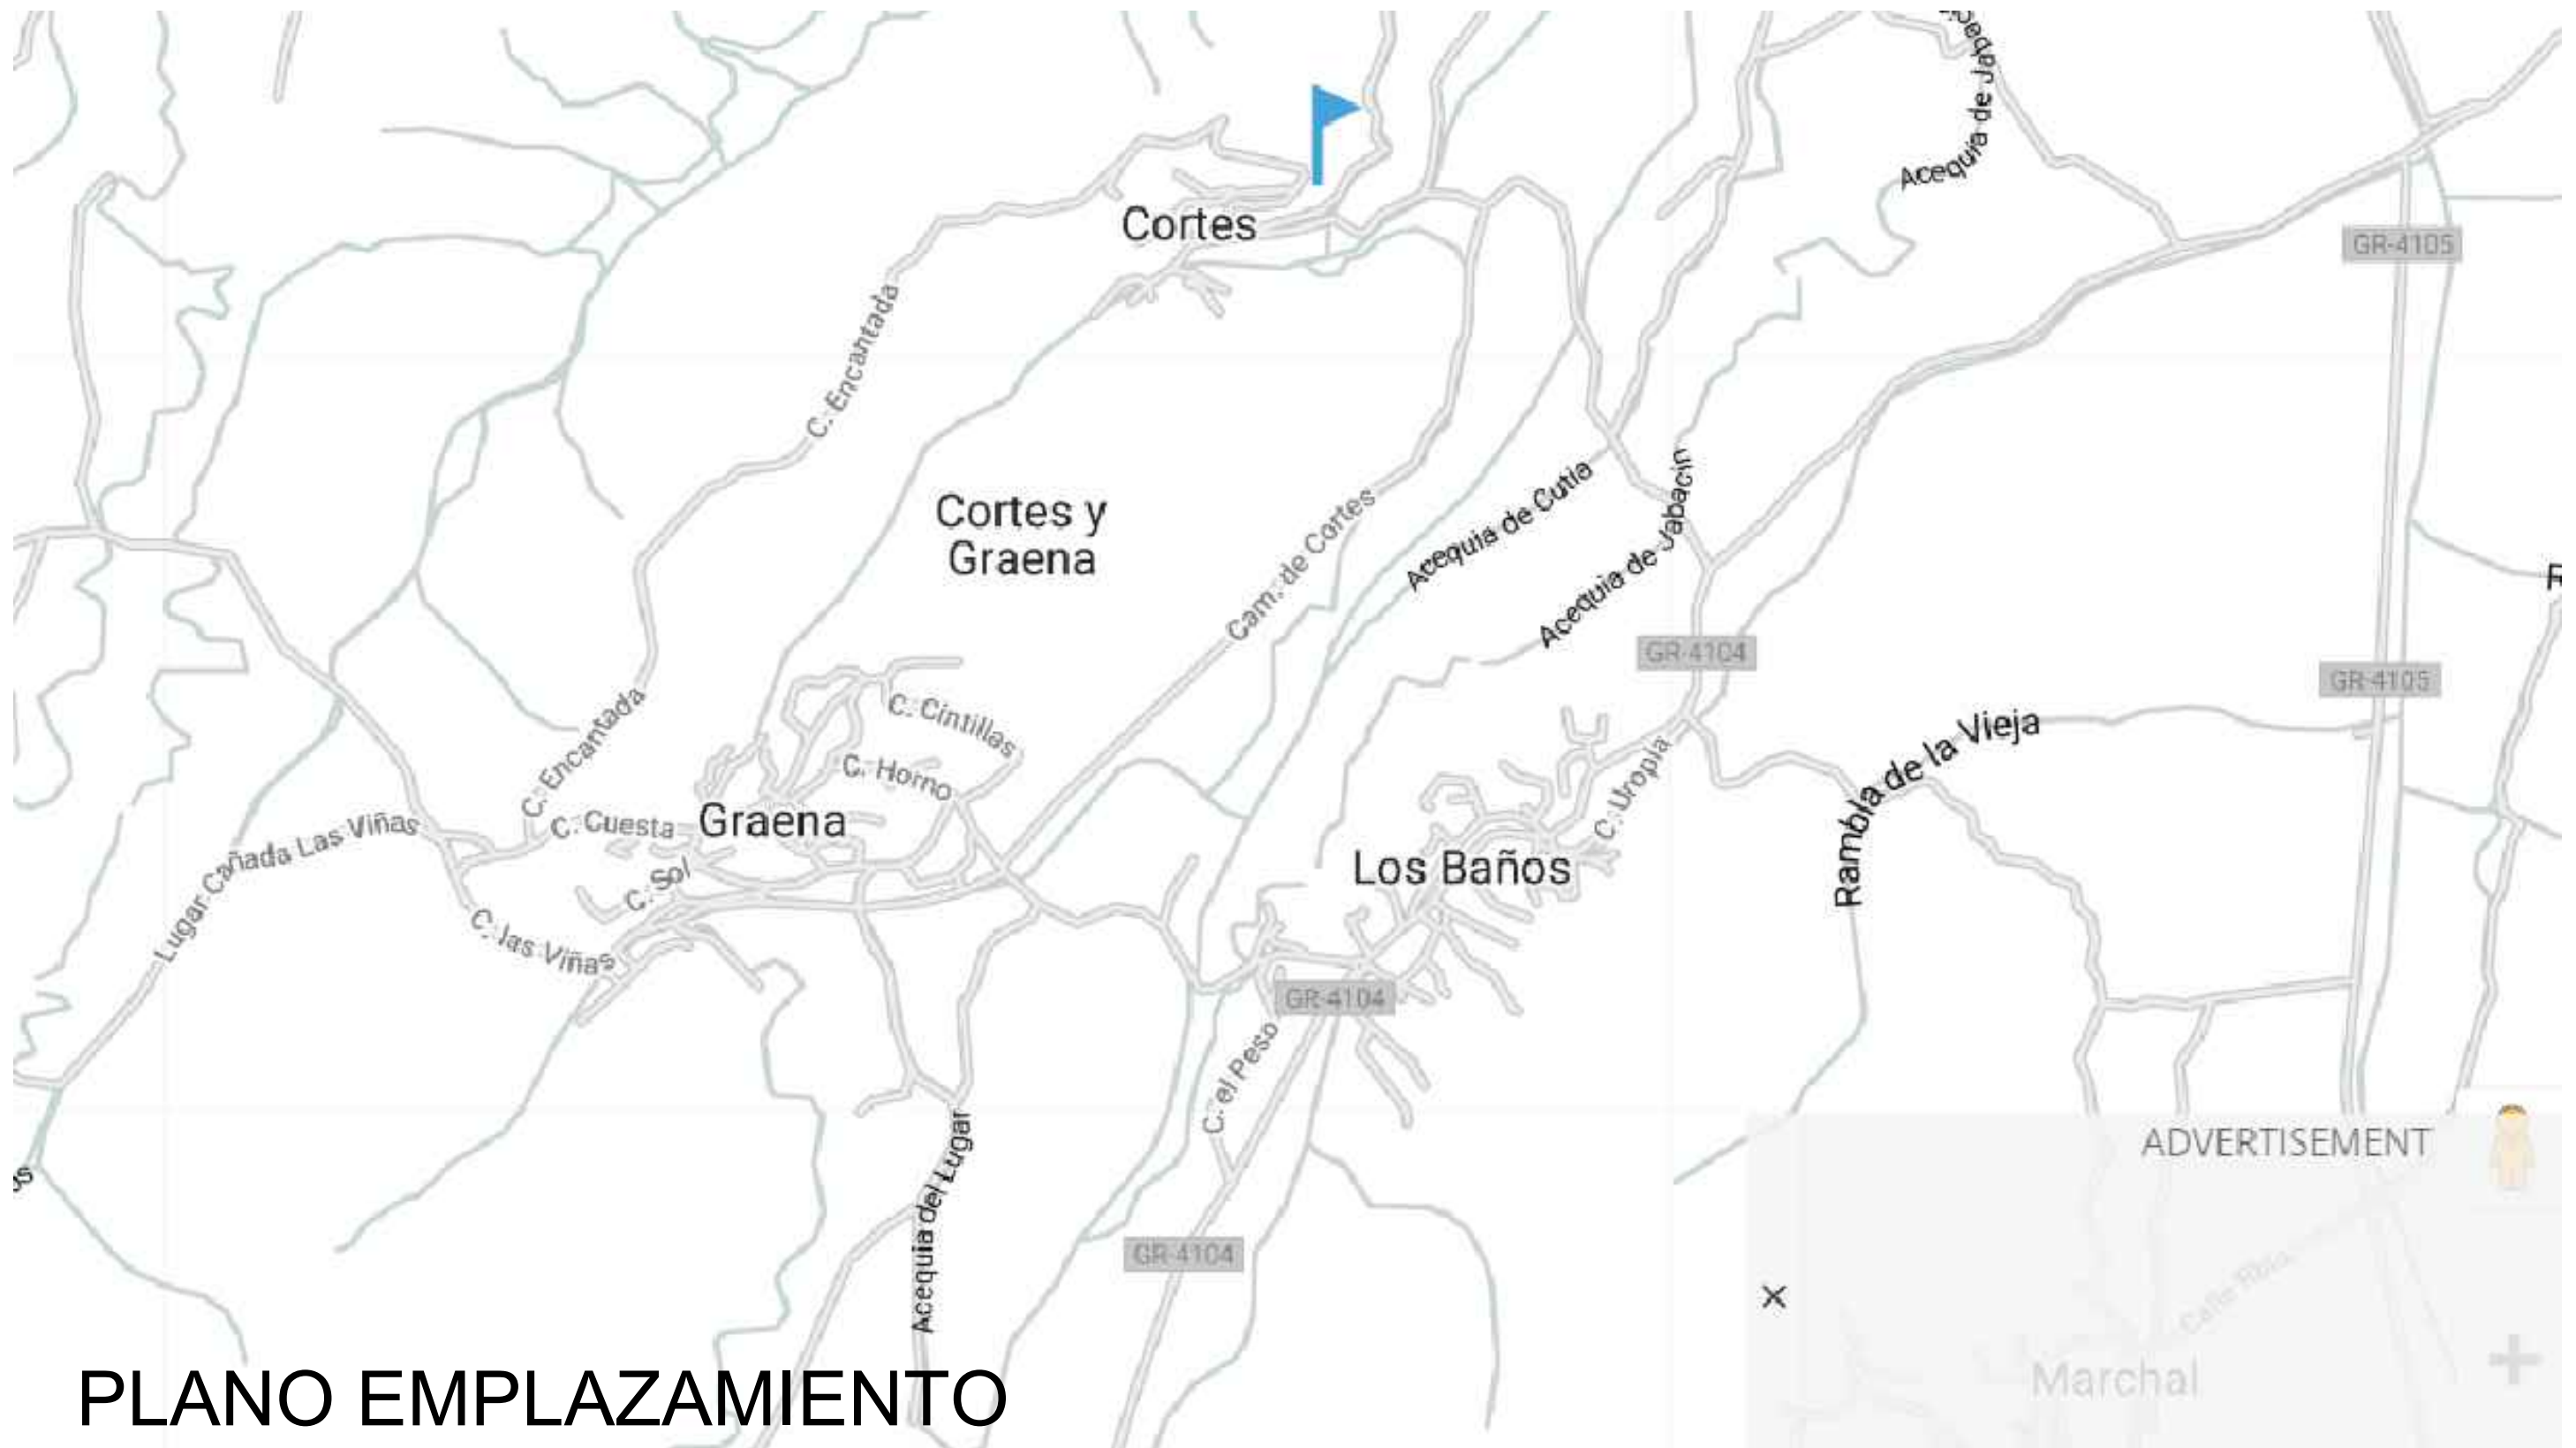 Acequia de Jabacín
GR-4105
Cortes
C. Encantada
Cortes y
Graena
Cam. de Cortes
Acequia de Cutia
Acequia de Jabacín
GR-4104
GR-4105
C. Cintillas
C. Encantada
C. Horno
Rambla de la Vieja
C. Uropia
C. Cuesta
Graena
Lugar Cañada Las Viñas
Los Baños
C. Sol
C. las Viñas
GR-4104
C. el Peso
ADVERTISEMENT
Acequia del Lugar
GR-4104
Marchal
PLANO EMPLAZAMIENTO